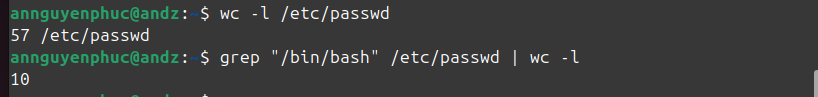 annguyenphuc@andz:~$ wc -l /etc/passwd
57 /etc/passwd
annguyenphuc@andz:~$ grep "/bin/bash" /etc/passwd | wc -l
10